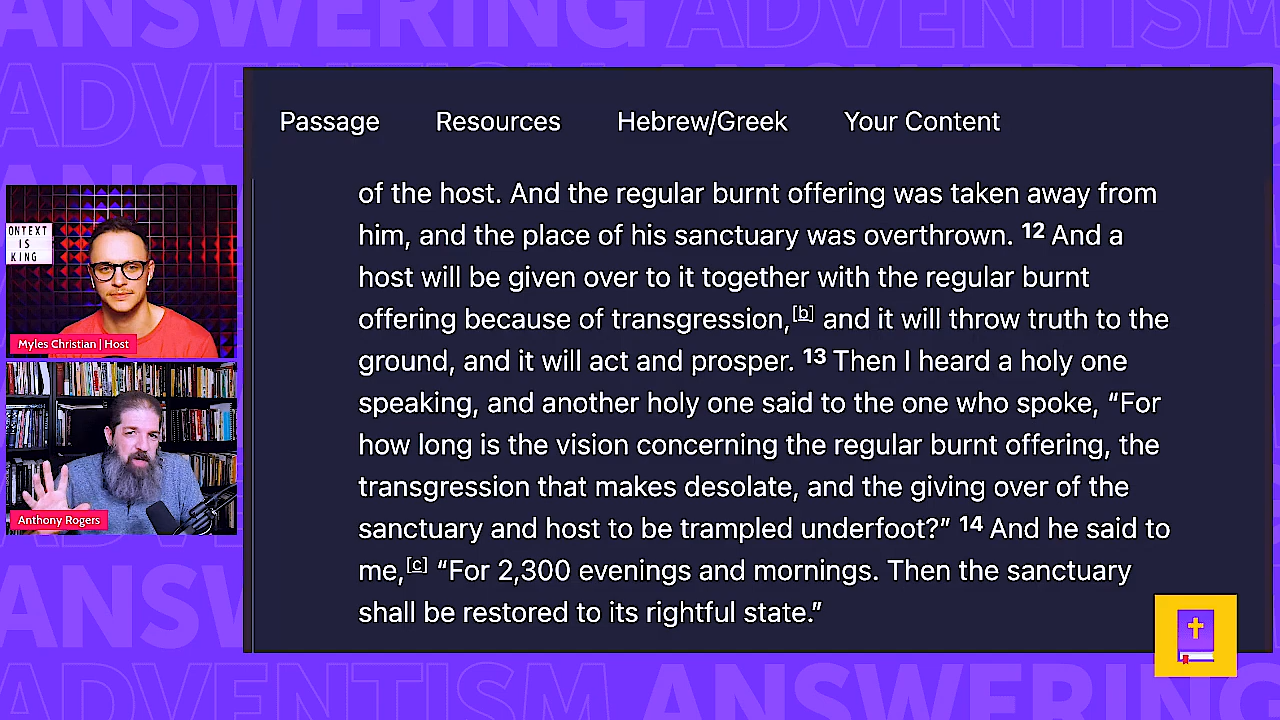 ANSWERING ADVENTISM
ADVENTISM ANSWERING
Passage Resources Hebrew/Greek Your Content
of the host. And the regular burnt offering was taken away from
him, and the place of his sanctuary was overthrown. 12 And a
host will be given over to it together with the regular burnt
offering because of transgression,[b] and it will throw truth to the
ground, and it will act and prosper. 13 Then I heard a holy one
speaking, and another holy one said to the one who spoke, “For
how long is the vision concerning the regular burnt offering, the
transgression that makes desolate, and the giving over of the
sanctuary and host to be trampled underfoot?” 14 And he said to
me,[c] “For 2,300 evenings and mornings. Then the sanctuary
shall be restored to its rightful state.”
ONTEXT
IS
KING
Myles Christian | Host
Anthony Rogers
ADVENTISM ANSWERING